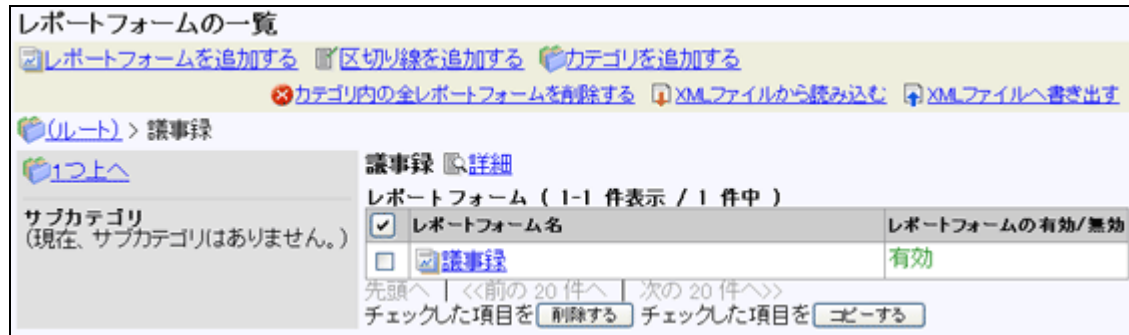 レポートフォームの一覧
レポートフォームを追加する 区切り線を追加する カテゴリを追加する
カテゴリ内の全レポートフォームを削除する XMLファイルから読み込む XMLファイルへ書き出す
(ルート) > 議事録
1つ上へ
サブカテゴリ
(現在、サブカテゴリはありません。)
議事録 詳細
レポートフォーム ( 1-1 件表示 / 1 件中 )
レポートフォーム名 レポートフォームの有効/無効
議事録 有効
先頭へ | <<前の 20 件へ | 次の 20 件へ>>
チェックした項目を 削除する チェックした項目を コピーする